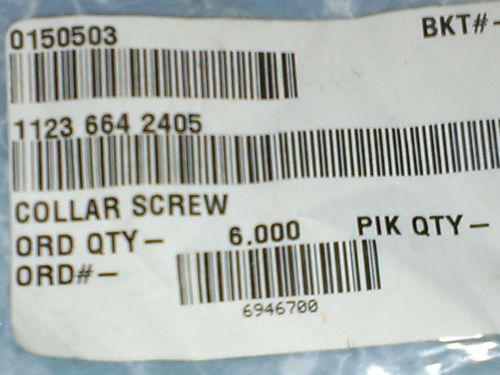 0150503 BKT#-
1123 664 2405
COLLAR SCREW
ORD QTY- 6.000 PIK QTY-
ORD#-
6946700